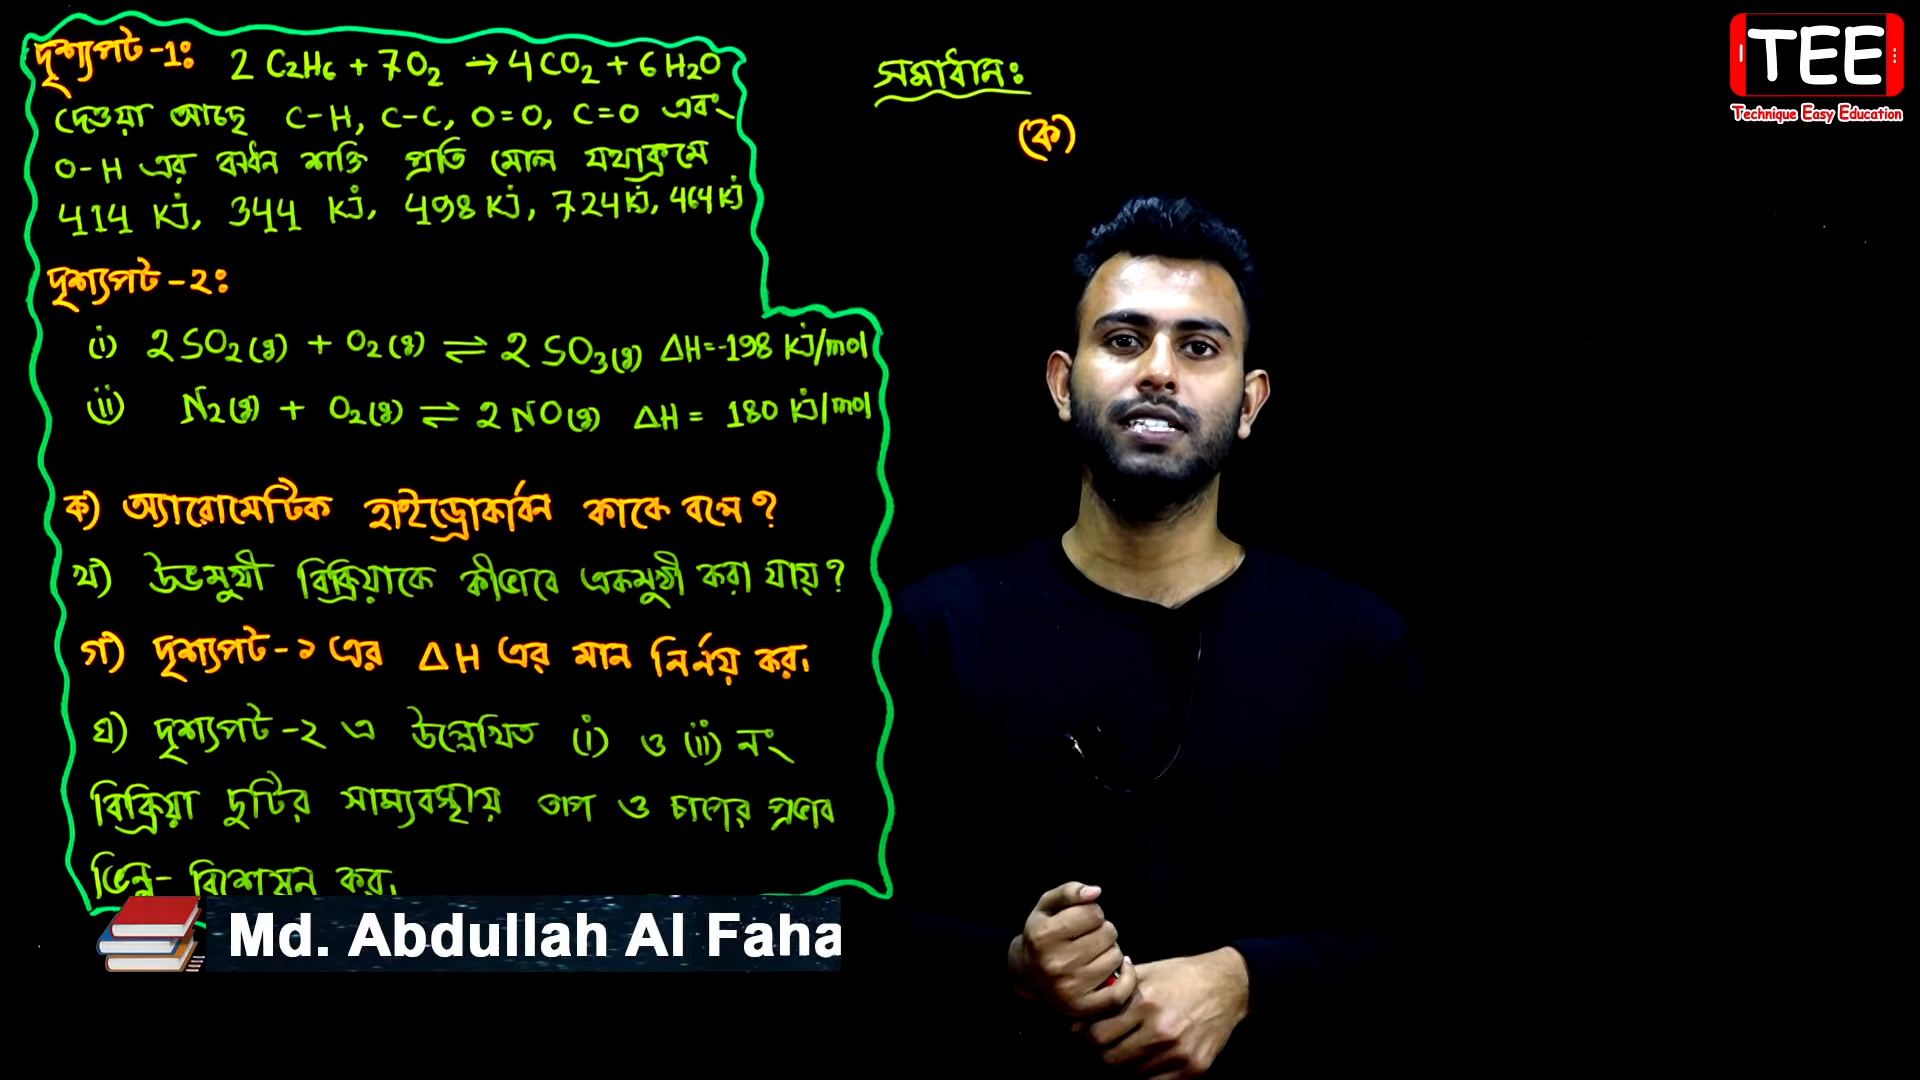 দৃশ্যপট-1ঃ 2C2H6 + 7O2 → 4CO2 + 6H2O
দেওয়া আছে C-H, C-C, O=O, C=O এবং
O-H এর বন্ধন শক্তি প্রতি মোল যথাক্রমে
414 kj, 344 kj, 498 kj, 724 kj, 464 kj
দৃশ্যপট-২ঃ
(i) 2SO2(g) + O2(g) ⇌ 2SO3(g) ΔH=-198 kj/mol
(ii) N2(g) + O2(g) ⇌ 2NO(g) ΔH = 180 kj/mol
ক) অ্যারোমেটিক হাইড্রোকার্বন কাকে বলে?
খ) উভমুখী বিক্রিয়াকে কীভাবে একমুখী করা যায়?
গ) দৃশ্যপট-১ এর ΔH এর মান নির্নয় কর।
ঘ) দৃশ্যপট-২ এ উল্লেখিত (i) ও (ii) নং
বিক্রিয়া দুটির সাম্যবস্থায় তাপ ও চাপের প্রভাব
ভিন্ন- বিশ্লেষন কর।
সমাধানঃ
(ক)
TEE
Technique Easy Education
Md. Abdullah Al Faha